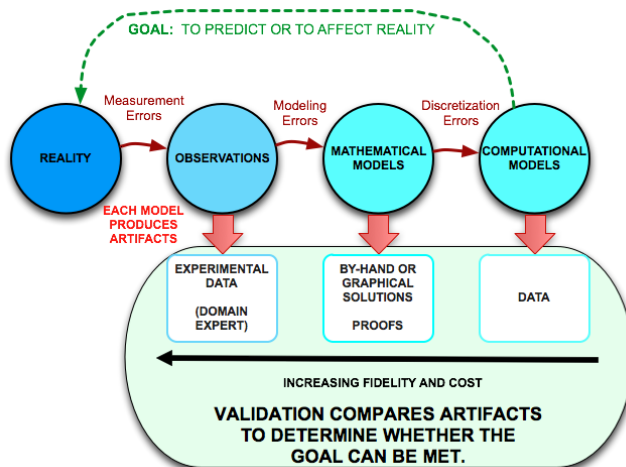 GOAL: TO PREDICT OR TO AFFECT REALITY
Measurement
Errors
Modeling
Errors
Discretization
Errors
REALITY
OBSERVATIONS
MATHEMATICAL
MODELS
COMPUTATIONAL
MODELS
EACH MODEL
PRODUCES
ARTIFACTS
EXPERIMENTAL
DATA
(DOMAIN
EXPERT)
BY-HAND OR
GRAPHICAL
SOLUTIONS
PROOFS
DATA
INCREASING FIDELITY AND COST
VALIDATION COMPARES ARTIFACTS
TO DETERMINE WHETHER THE
GOAL CAN BE MET.